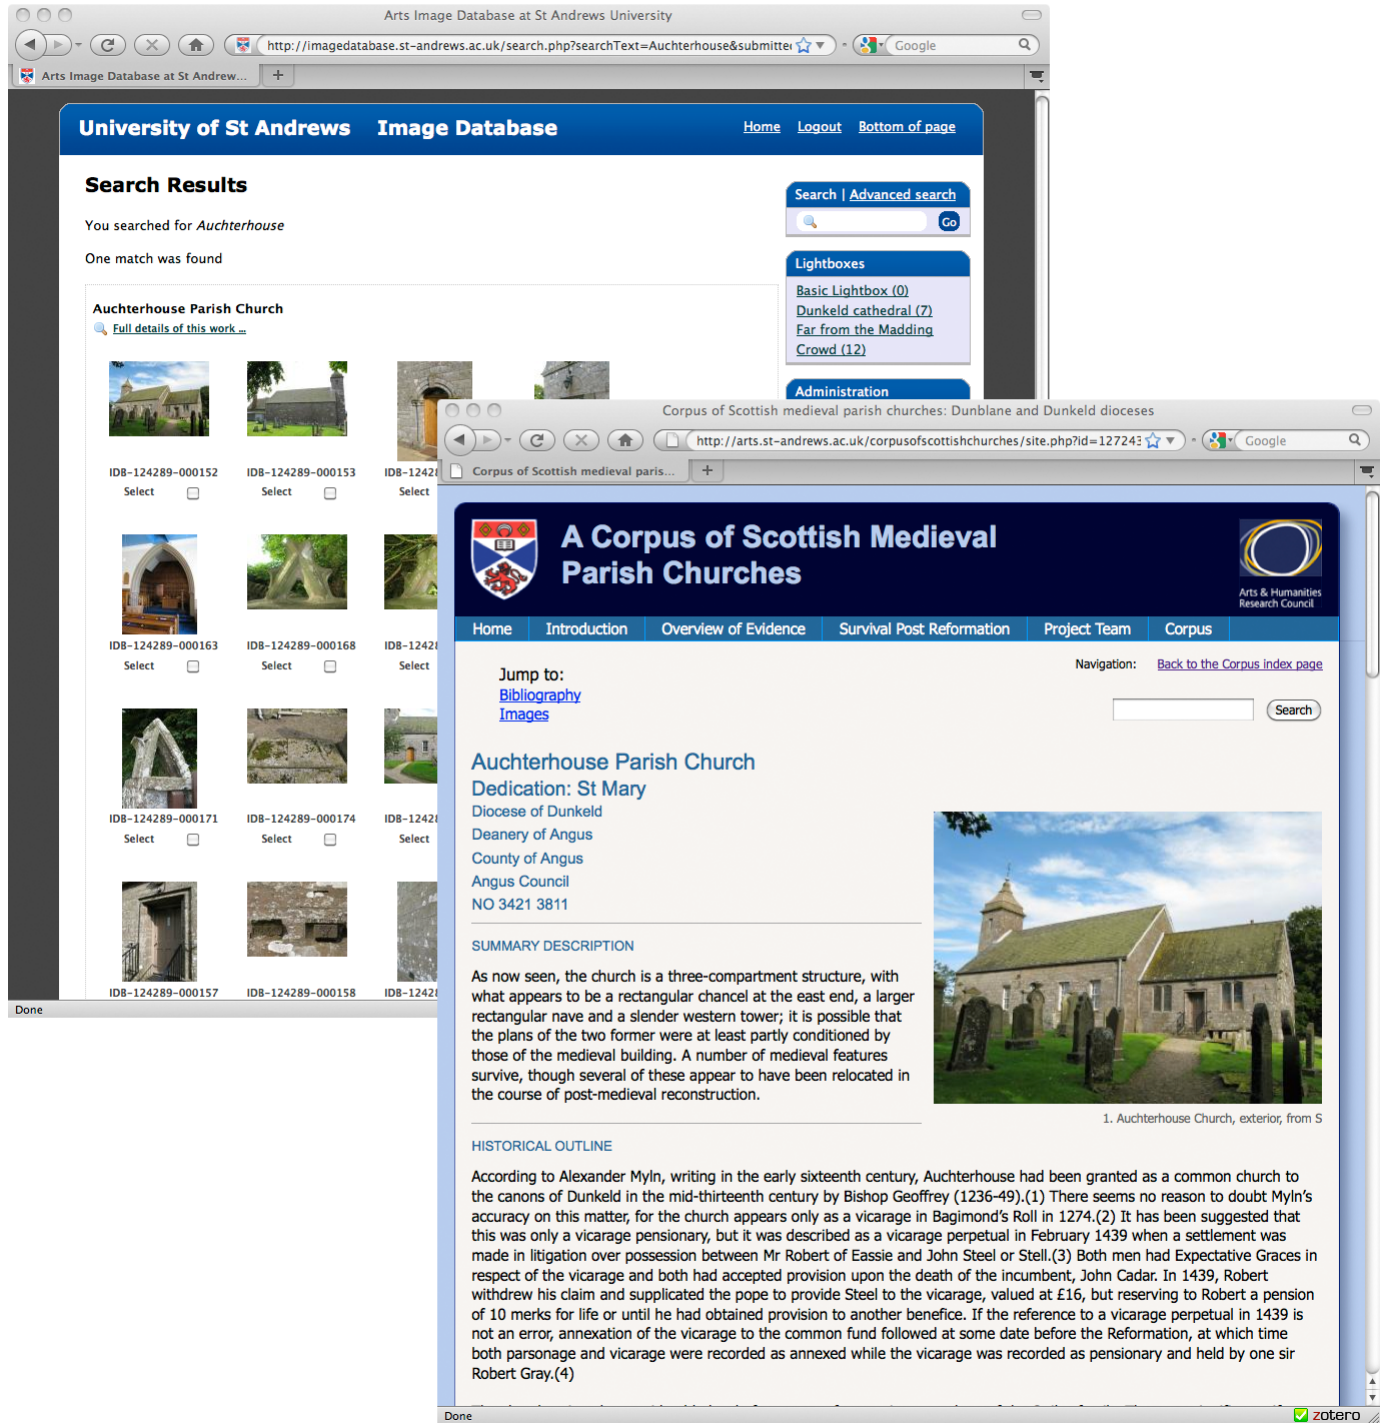 Arts Image Database at St Andrews University
http://imagedatabase.st-andrews.ac.uk/search.php?searchText=Auchterhouse&submitte
Google
Arts Image Database at St Andrew...
University of St Andrews Image Database
Home Logout Bottom of page
Search Results
You searched for Auchterhouse
One match was found
Search | Advanced search
Go
Lightboxes
Basic Lightbox (0)
Dunkeld cathedral (7)
Far from the Madding
Crowd (12)
Administration
Auchterhouse Parish Church
Full details of this work ...
IDB-124289-000152 IDB-124289-000153 IDB-1242
Select Select Select
IDB-124289-000163 IDB-124289-000168 IDB-1242
Select Select Select
IDB-124289-000171 IDB-124289-000174 IDB-1242
Select Select Select
IDB-124289-000157 IDB-124289-000158 IDB-1242
Done
Corpus of Scottish medieval parish churches: Dunblane and Dunkeld dioceses
http://arts.st-andrews.ac.uk/corpusofscottishchurches/site.php?id=127243
Google
Corpus of Scottish medieval paris...
A Corpus of Scottish Medieval
Parish Churches
Arts & Humanities
Research Council
Home Introduction Overview of Evidence Survival Post Reformation Project Team Corpus
Navigation: Back to the Corpus index page
Jump to:
Bibliography
Images
Search
Auchterhouse Parish Church
Dedication: St Mary
Diocese of Dunkeld
Deanery of Angus
County of Angus
Angus Council
NO 3421 3811
SUMMARY DESCRIPTION
As now seen, the church is a three-compartment structure, with
what appears to be a rectangular chancel at the east end, a larger
rectangular nave and a slender western tower; it is possible that
the plans of the two former were at least partly conditioned by
those of the medieval building. A number of medieval features
survive, though several of these appear to have been relocated in
the course of post-medieval reconstruction.
1. Auchterhouse Church, exterior, from S
HISTORICAL OUTLINE
According to Alexander Myln, writing in the early sixteenth century, Auchterhouse had been granted as a common church to
the canons of Dunkeld in the mid-thirteenth century by Bishop Geoffrey (1236-49).(1) There seems no reason to doubt Myln's
accuracy on this matter, for the church appears only as a vicarage in Bagimond's Roll in 1274.(2) It has been suggested that
this was only a vicarage pensionary, but it was described as a vicarage perpetual in February 1439 when a settlement was
made in litigation over possession between Mr Robert of Eassie and John Steel or Stell.(3) Both men had Expectative Graces in
respect of the vicarage and both had accepted provision upon the death of the incumbent, John Cadar. In 1439, Robert
withdrew his claim and supplicated the pope to provide Steel to the vicarage, valued at £16, but reserving to Robert a pension
of 10 merks for life or until he had obtained provision to another benefice. If the reference to a vicarage perpetual in 1439 is
not an error, annexation of the vicarage to the common fund followed at some date before the Reformation, at which time
both parsonage and vicarage were recorded as annexed while the vicarage was recorded as pensionary and held by one sir
Robert Gray.(4)
Done
zotero